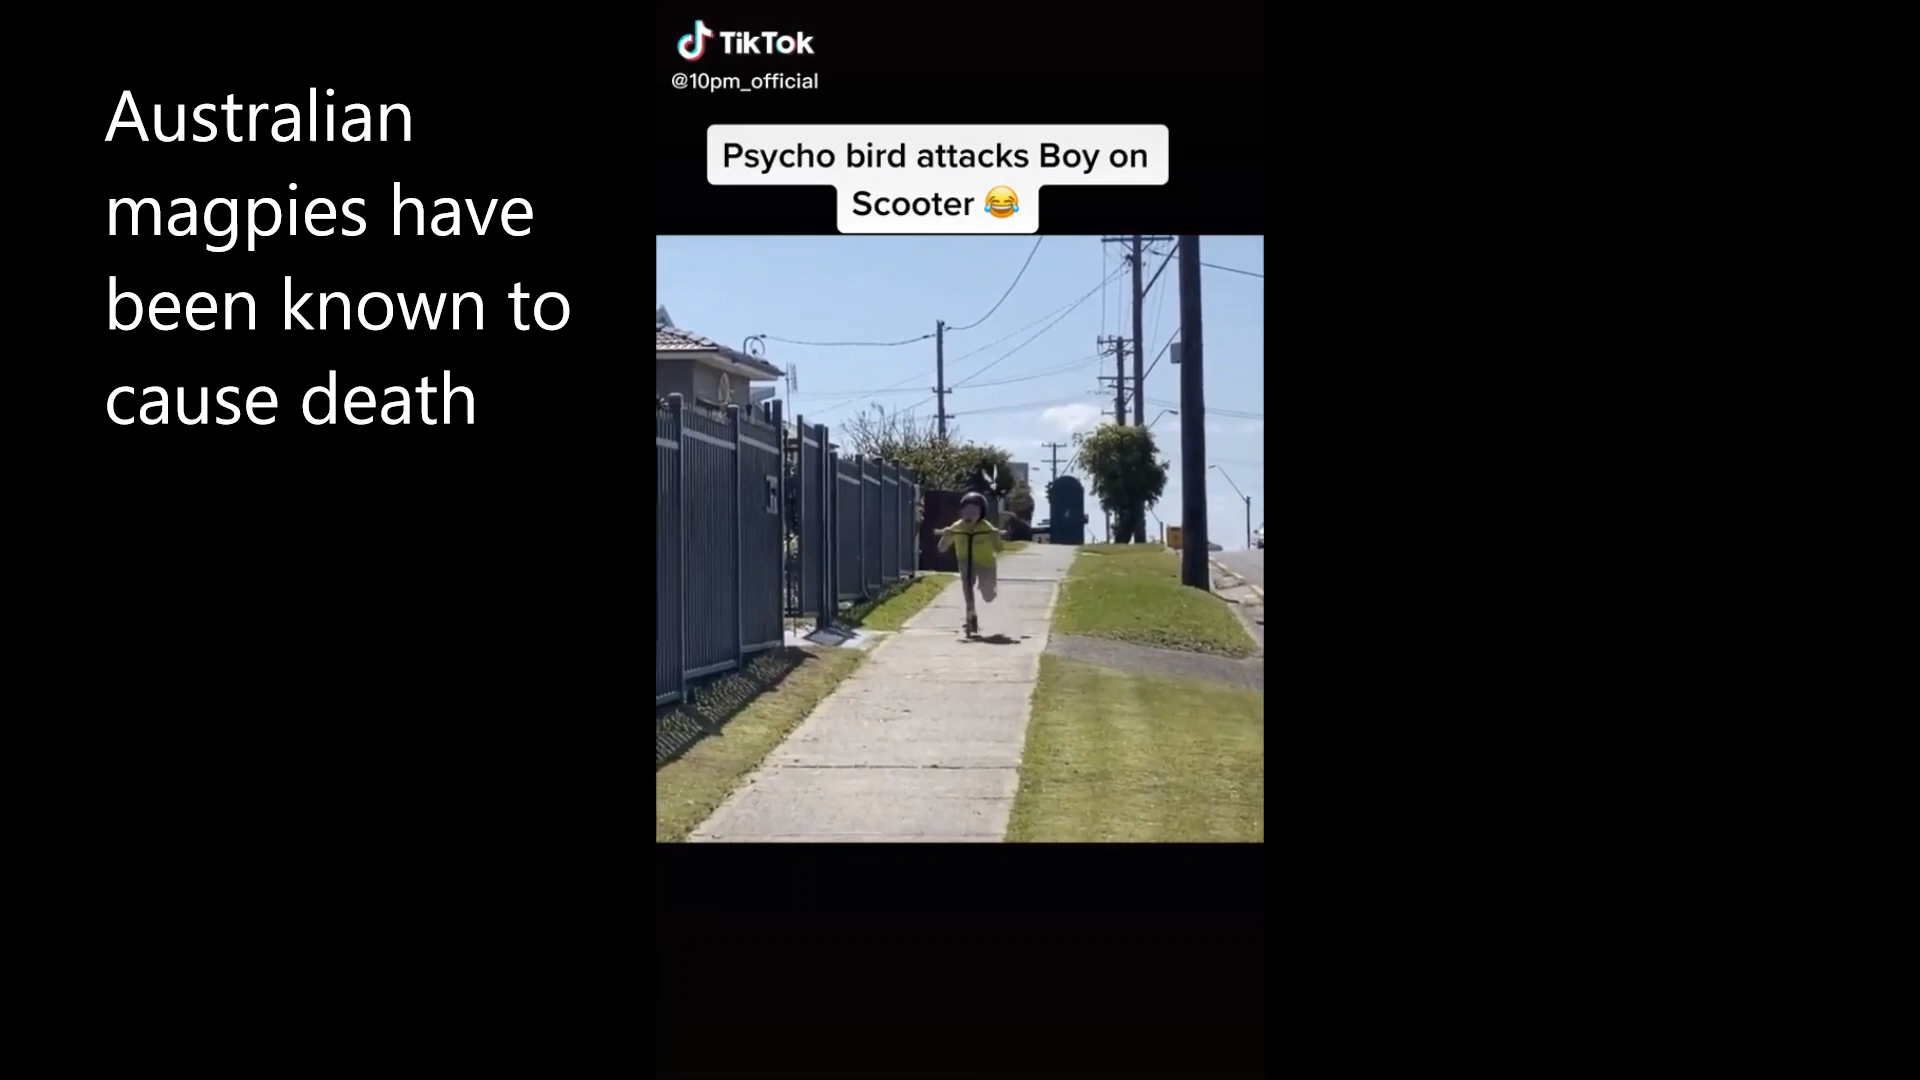 Australian
magpies have
been known to
cause death
TikTok
@10pm_official
Psycho bird attacks Boy on
Scooter 😂